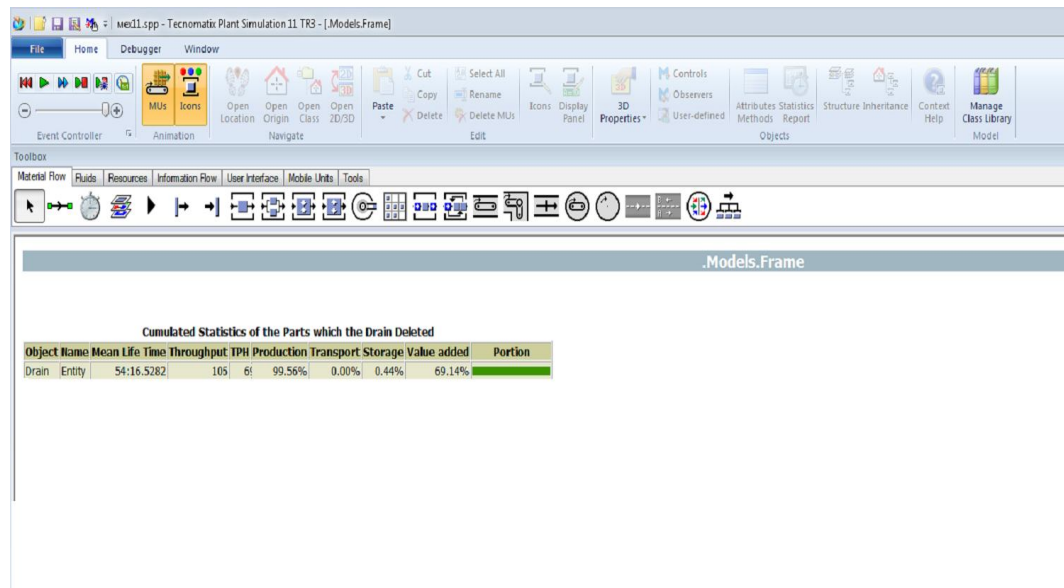 мех11.spp - Tecnomatix Plant Simulation 11 TR3 - [.Models.Frame]
File Home Debugger Window
MUs Icons Open Location Open Origin Open Class Open 2D/3D Paste Cut Copy Delete Select All Rename Delete MUs Icons Display Panel 3D Properties Controls Observers User-defined Attributes Methods Statistics Report Structure Inheritance Context Help Manage Class Library
Event Controller Animation Navigate Edit Objects Model
Toolbox
Material Flow Fluids Resources Information Flow User Interface Mobile Units Tools
.Models.Frame
Cumulated Statistics of the Parts which the Drain Deleted
Object Name Mean Life Time Throughput TPH Production Transport Storage Value added Portion
Drain Entity 54:16.5282 105 99.56% 0.00% 0.44% 69.14%